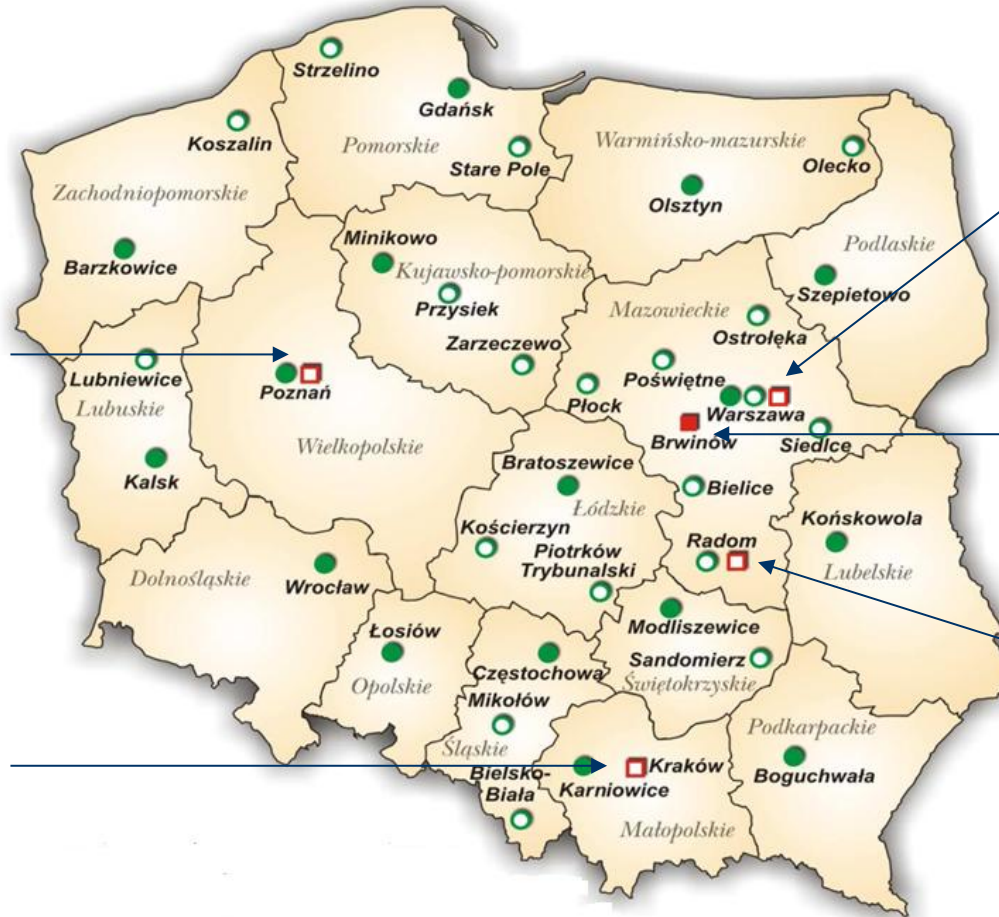 Strzelino
Gdańsk
Koszalin
Pomorskie
Stare Pole
Warmińsko-mazurskie
Olecko
Zachodniopomorskie
Olsztyn
Barzkowice
Minikowo
Kujawsko-pomorskie
Podlaskie
Szepietowo
Przysiek
Mazowieckie
Ostrołęka
Zarzeczewo
Lubniewice
Lubuskie
Poznań
Płock
Poświętne
Warszawa
Brwinów
Siedlce
Wielkopolskie
Kalsk
Bratoszewice
Łódzkie
Bielice
Kościerzyn
Piotrków
Trybunalski
Radom
Końskowola
Lubelskie
Dolnośląskie
Wrocław
Łosiów
Opolskie
Częstochowa
Modliszewice
Sandomierz
Świętokrzyskie
Mikołów
Śląskie
Bielsko-
Biała
Kraków
Karniowice
Małopolskie
Podkarpackie
Boguchwała